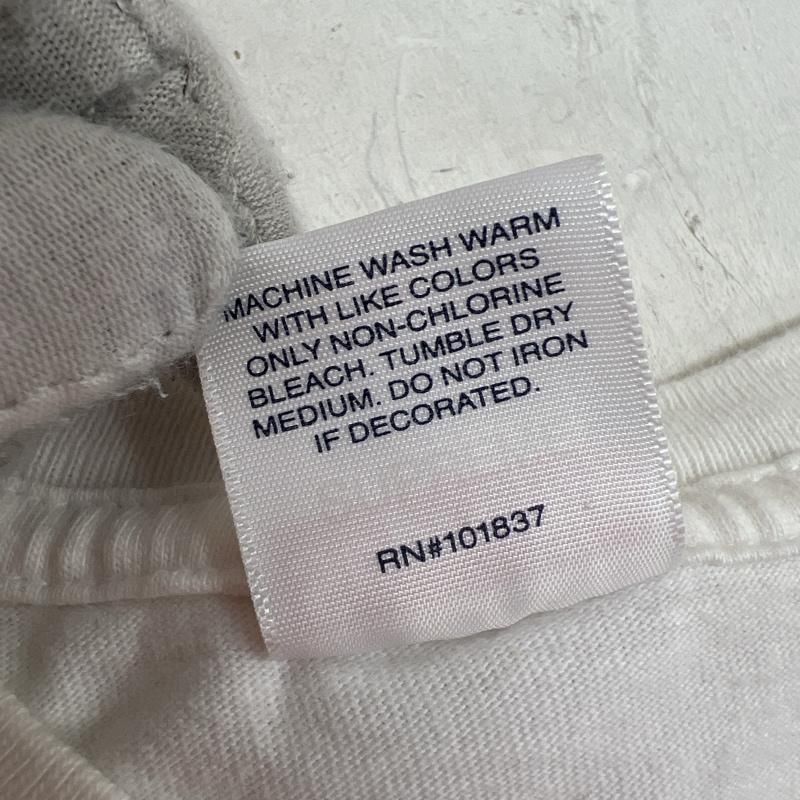 MACHINE WASH WARM
WITH LIKE COLORS
ONLY NON-CHLORINE
BLEACH. TUMBLE DRY
MEDIUM. DO NOT IRON
IF DECORATED.
RN#101837